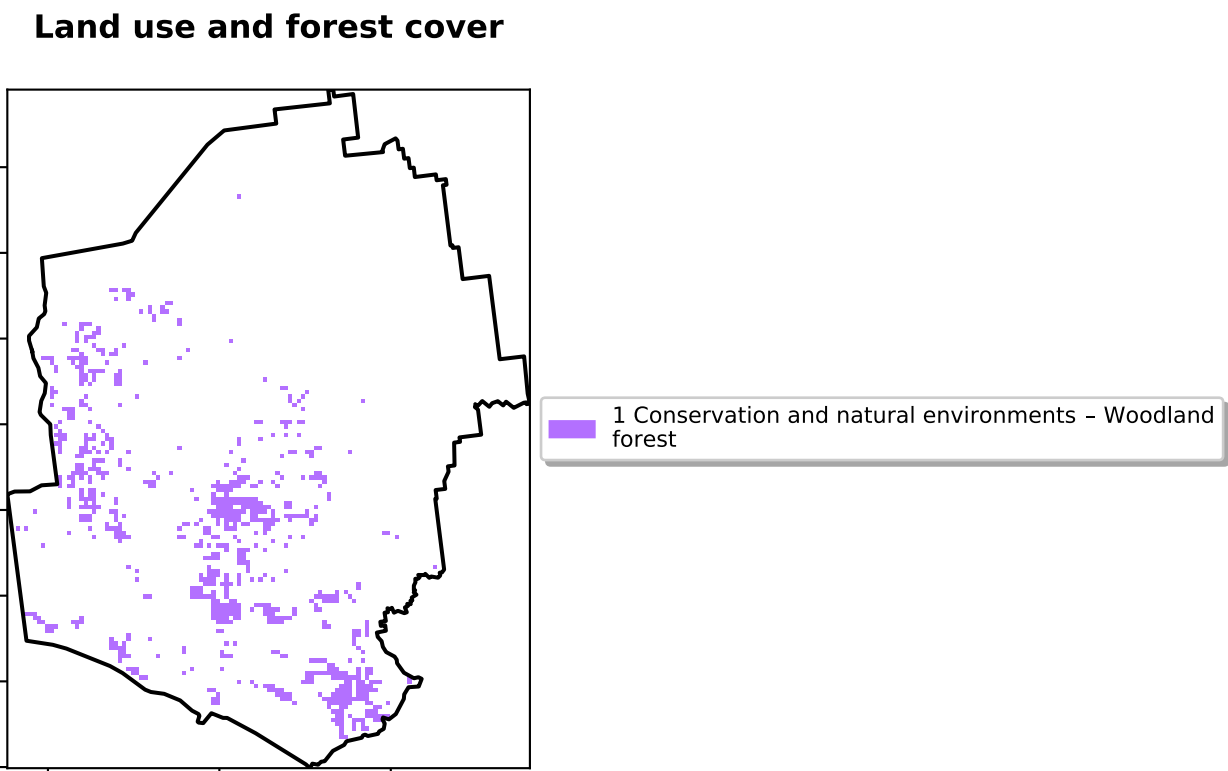 Land use and forest cover
1 Conservation and natural environments – Woodland
forest